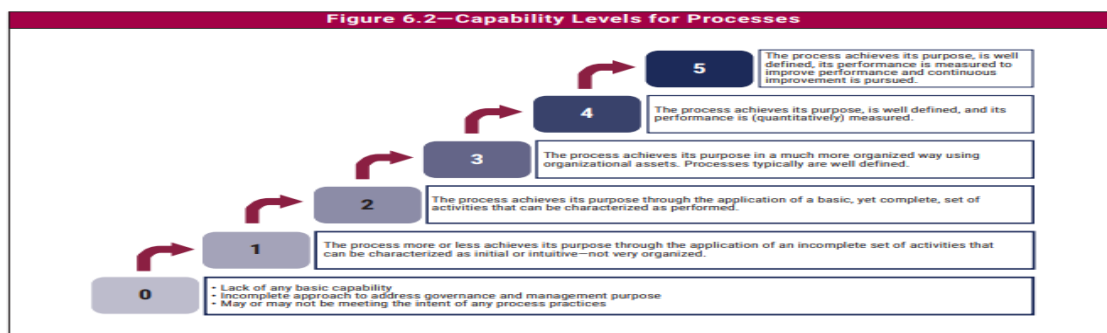 Figure 6.2—Capability Levels for Processes
5
The process achieves its purpose, is well
defined, its performance is measured to
improve performance and continuous
improvement is pursued.
4
The process achieves its purpose, is well defined, and its
performance is (quantitatively) measured.
3
The process achieves its purpose in a much more organized way using
organizational assets. Processes typically are well defined.
2
The process achieves its purpose through the application of a basic, yet complete, set of
activities that can be characterized as performed.
1
The process more or less achieves its purpose through the application of an incomplete set of activities that
can be characterized as initial or intuitive—not very organized.
0
• Lack of any basic capability
• Incomplete approach to address governance and management purpose
• May or may not be meeting the intent of any process practices